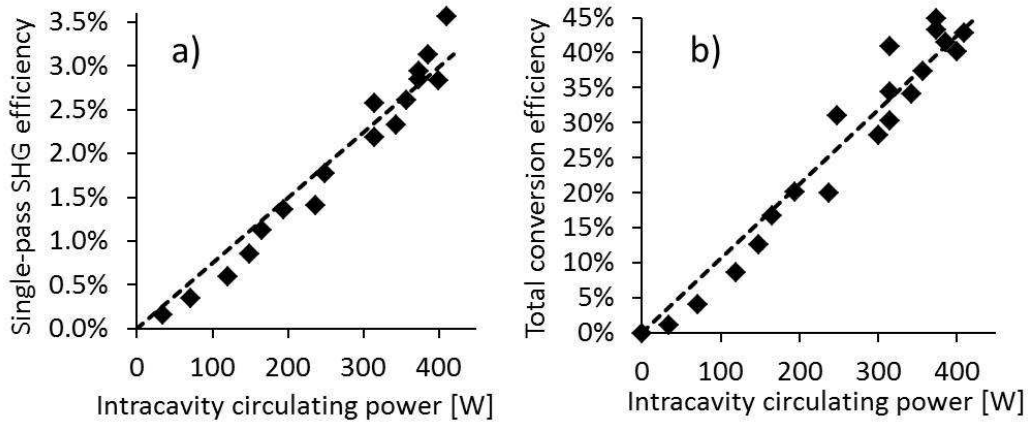 a)
Single-pass SHG efficiency
3.5%
3.0%
2.5%
2.0%
1.5%
1.0%
0.5%
0.0%
0 100 200 300 400
Intracavity circulating power [W]
b)
Total conversion efficiency
45%
40%
35%
30%
25%
20%
15%
10%
5%
0%
0 100 200 300 400
Intracavity circulating power [W]